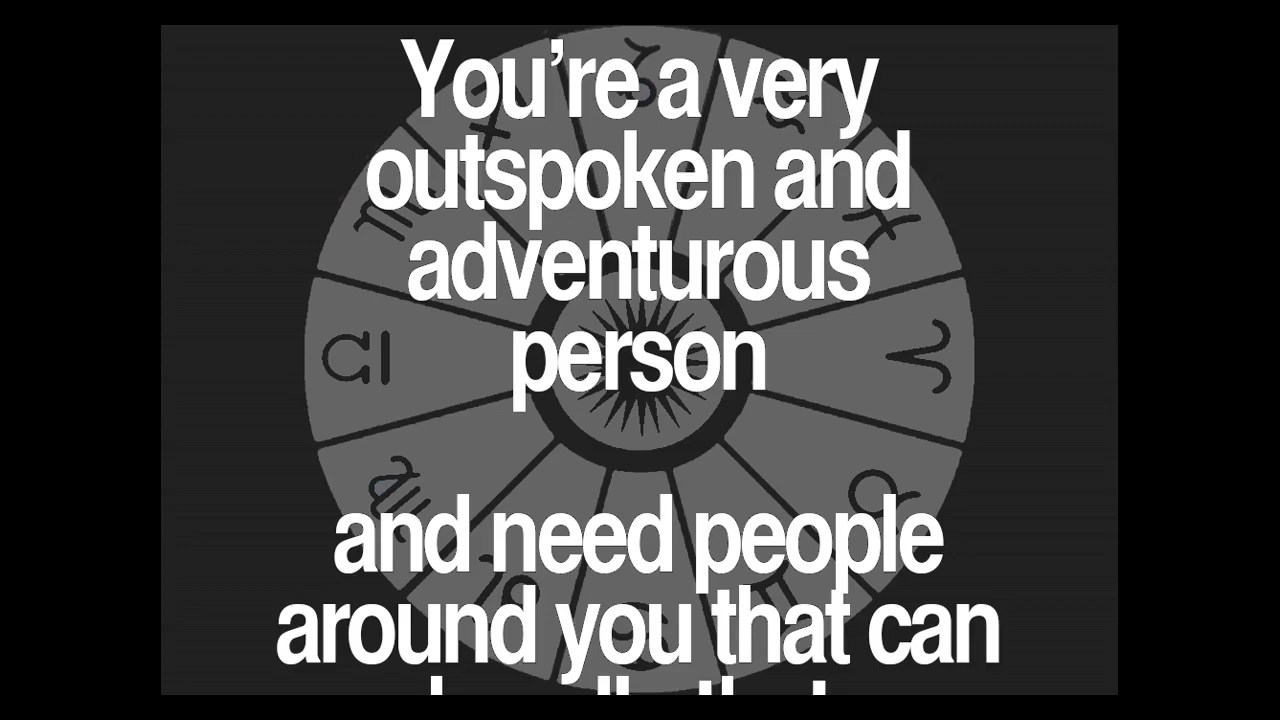 You’re a very
outspoken and
adventurous
person
and need people
around you that can